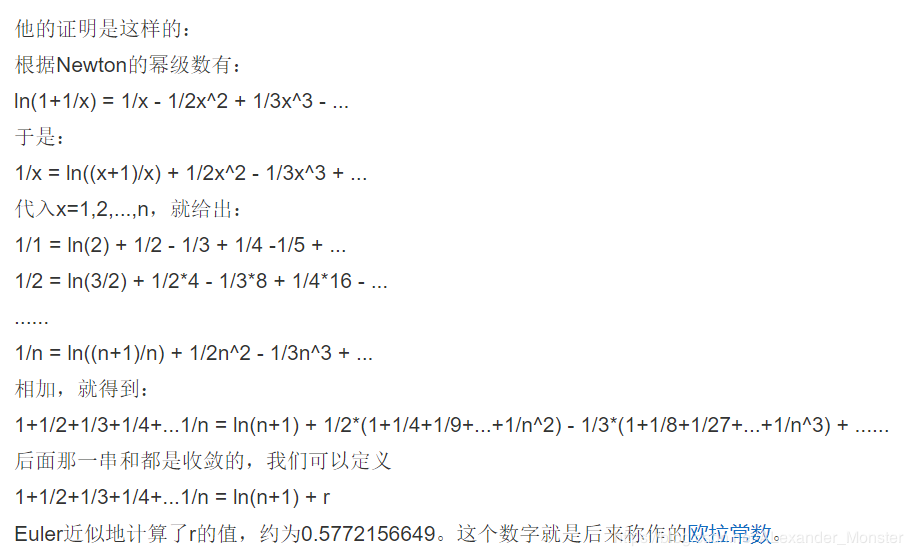 他的证明是这样的：
根据Newton的幂级数有：
ln(1+1/x) = 1/x - 1/2x^2 + 1/3x^3 - ...
于是：
1/x = ln((x+1)/x) + 1/2x^2 - 1/3x^3 + ...
代入x=1,2,...,n，就给出：
1/1 = ln(2) + 1/2 - 1/3 + 1/4 -1/5 + ...
1/2 = ln(3/2) + 1/2*4 - 1/3*8 + 1/4*16 - ...
......
1/n = ln((n+1)/n) + 1/2n^2 - 1/3n^3 + ...
相加，就得到：
1+1/2+1/3+1/4+...1/n = ln(n+1) + 1/2*(1+1/4+1/9+...+1/n^2) - 1/3*(1+1/8+1/27+...+1/n^3) + ......
后面那一串和都是收敛的，我们可以定义
1+1/2+1/3+1/4+...1/n = ln(n+1) + r
Euler近似地计算了r的值，约为0.5772156649。这个数字就是后来称作的欧拉常数。
exander_Monster